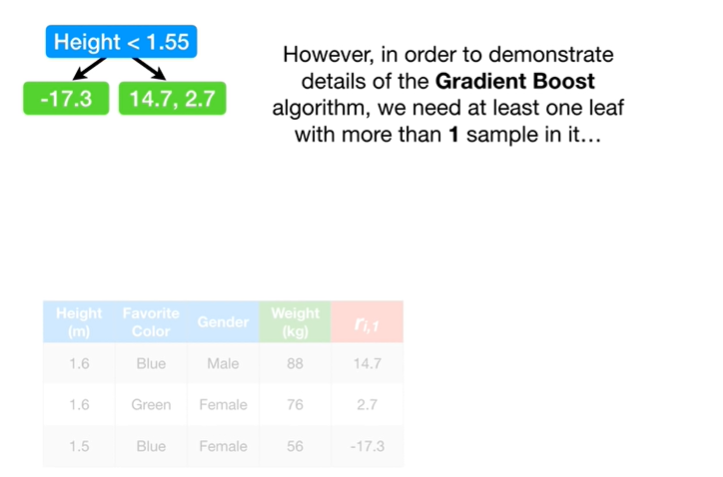 Height < 1.55
-17.3 14.7, 2.7
However, in order to demonstrate
details of the Gradient Boost
algorithm, we need at least one leaf
with more than 1 sample in it...
Height (m) Favorite Color Gender Weight (kg) ri,1
1.6 Blue Male 88 14.7
1.6 Green Female 76 2.7
1.5 Blue Female 56 -17.3